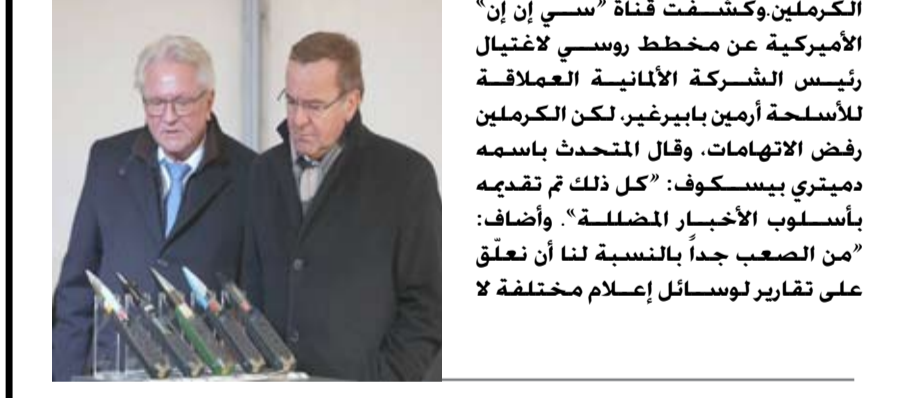 الكرملين.وكشفت قناة «سي إن إن»
الأميركية عن مخطط روسي لاغتيال
رئيس الشركة الألمانية العملاقة
للأسلحة أرمين بابيرغير، لكن الكرملين
رفض الاتهامات، وقال المتحدث باسمه
دميتري بيسكوف: «كل ذلك تم تقديمه
بأسلوب الأخبار المضللة». وأضاف:
«من الصعب جداً بالنسبة لنا أن نعلّق
على تقارير لوسائل إعلام مختلفة لا